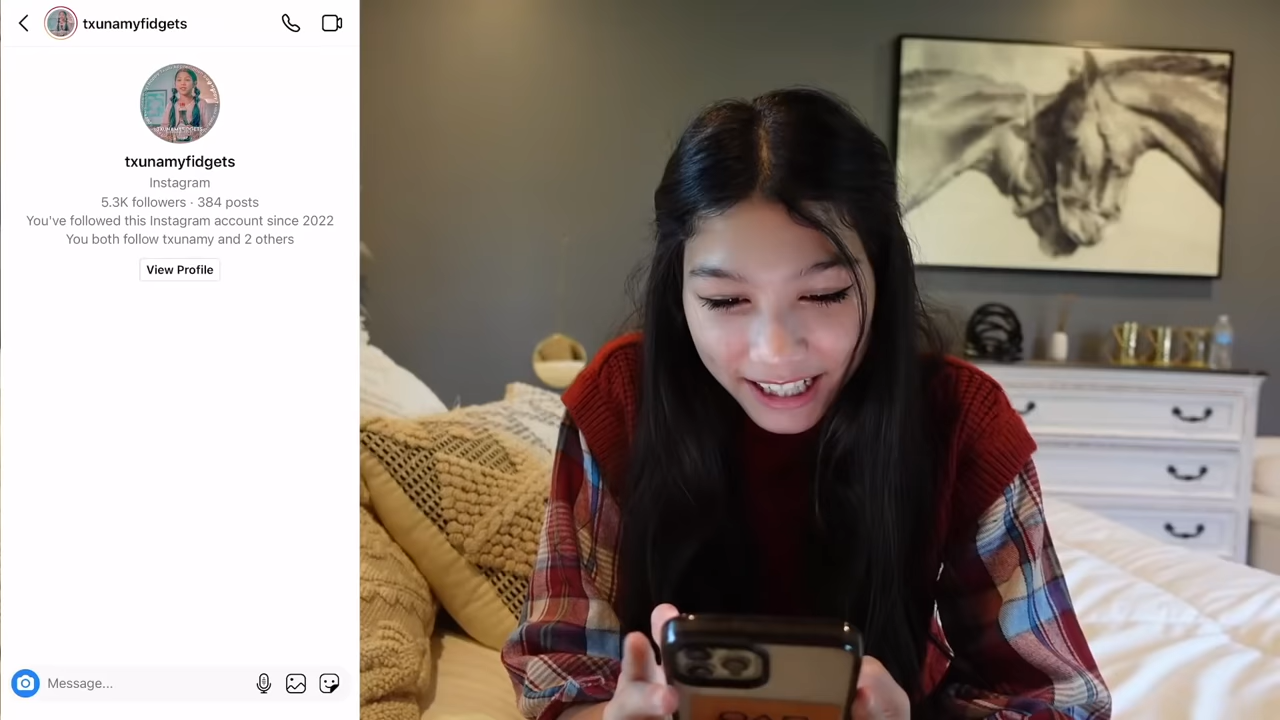 txunamyfidgets
txunamyfidgets
Instagram
5.3K followers · 384 posts
You've followed this Instagram account since 2022
You both follow txunamy and 2 others
View Profile
Message...